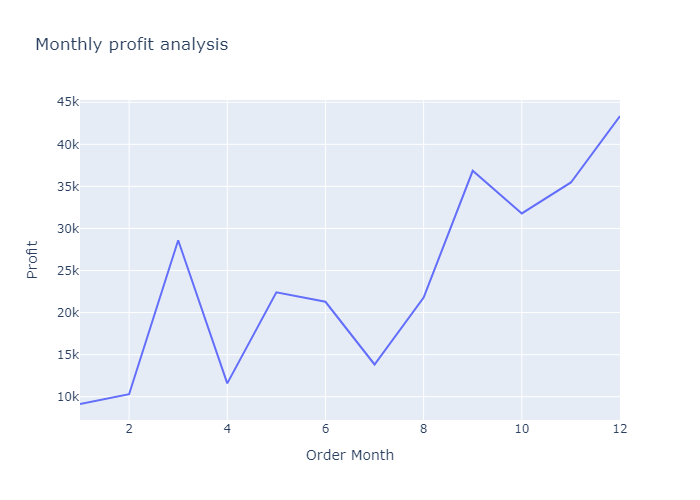 Monthly profit analysis
45k
40k
35k
30k
25k
20k
15k
10k
Profit
2 4 6 8 10 12
Order Month